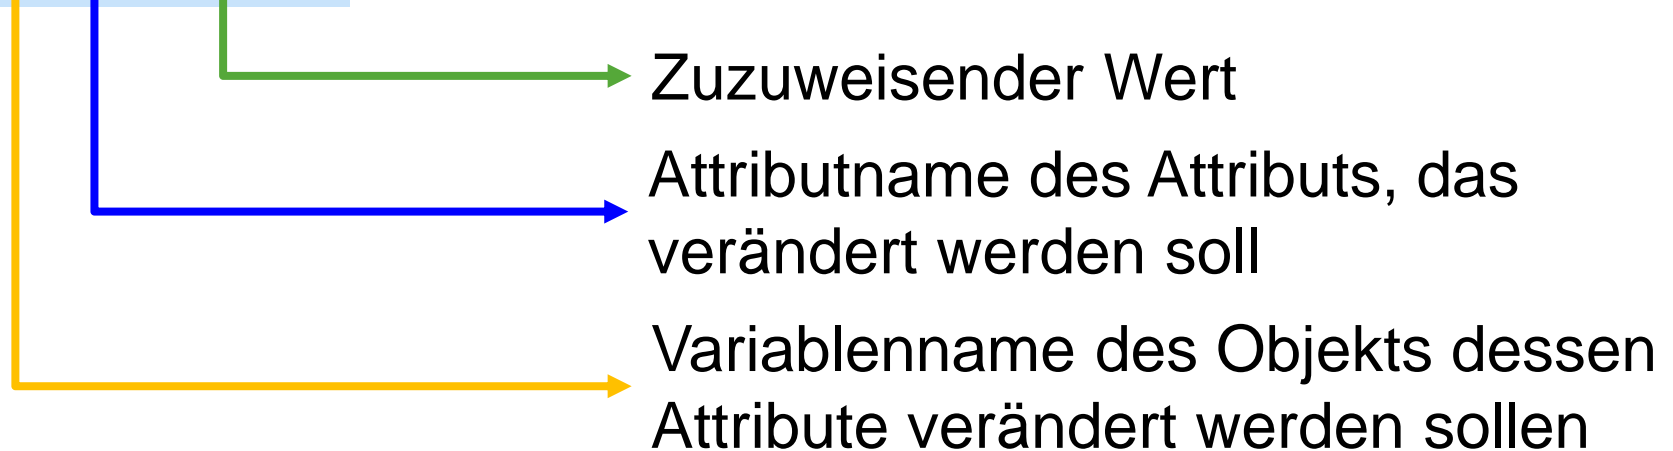 Zuzuweisender Wert
Attributname des Attributs, das
verändert werden soll
Variablenname des Objekts dessen
Attribute verändert werden sollen